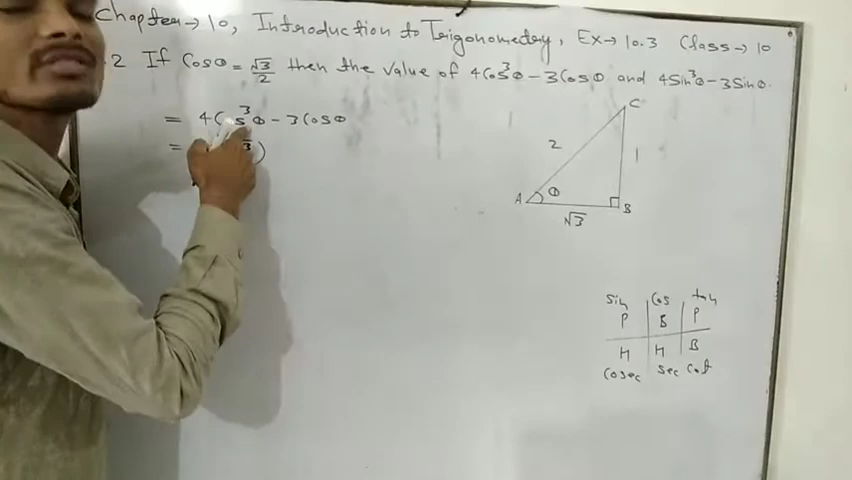 Chapter → 10, Introduction to Trigonometry, Ex → 10.3 Class → 10
.2 If Cosθ = √3/2 then the value of 4Cos³θ - 3Cosθ and 4Sin³θ - 3Sinθ.
= 4Cos³θ - 3Cosθ
=
C
2
1
A θ
B
√3
sin Cos tan
P B P
H H B
Cosec Sec Cot